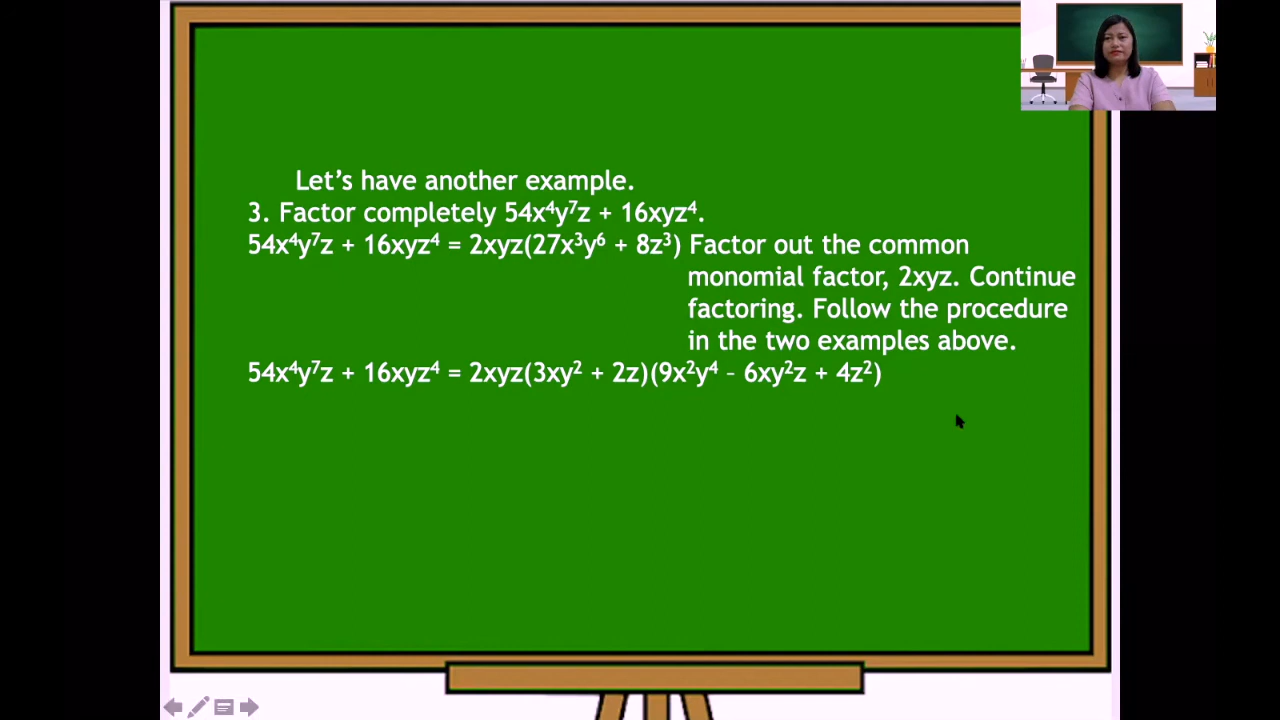 Let’s have another example.
3. Factor completely 54x⁴y⁷z + 16xyz⁴.
54x⁴y⁷z + 16xyz⁴ = 2xyz(27x³y⁶ + 8z³) Factor out the common
monomial factor, 2xyz. Continue
factoring. Follow the procedure
in the two examples above.
54x⁴y⁷z + 16xyz⁴ = 2xyz(3xy² + 2z)(9x²y⁴ – 6xy²z + 4z²)